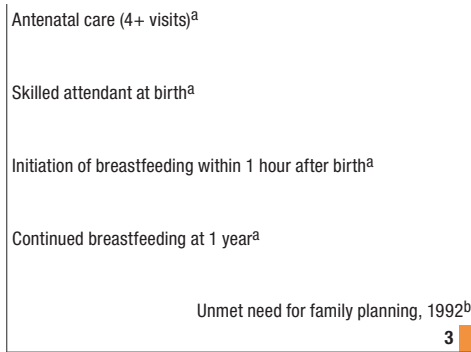 Antenatal care (4+ visits)a
Skilled attendant at birtha
Initiation of breastfeeding within 1 hour after birtha
Continued breastfeeding at 1 yeara
Unmet need for family planning, 1992b
3